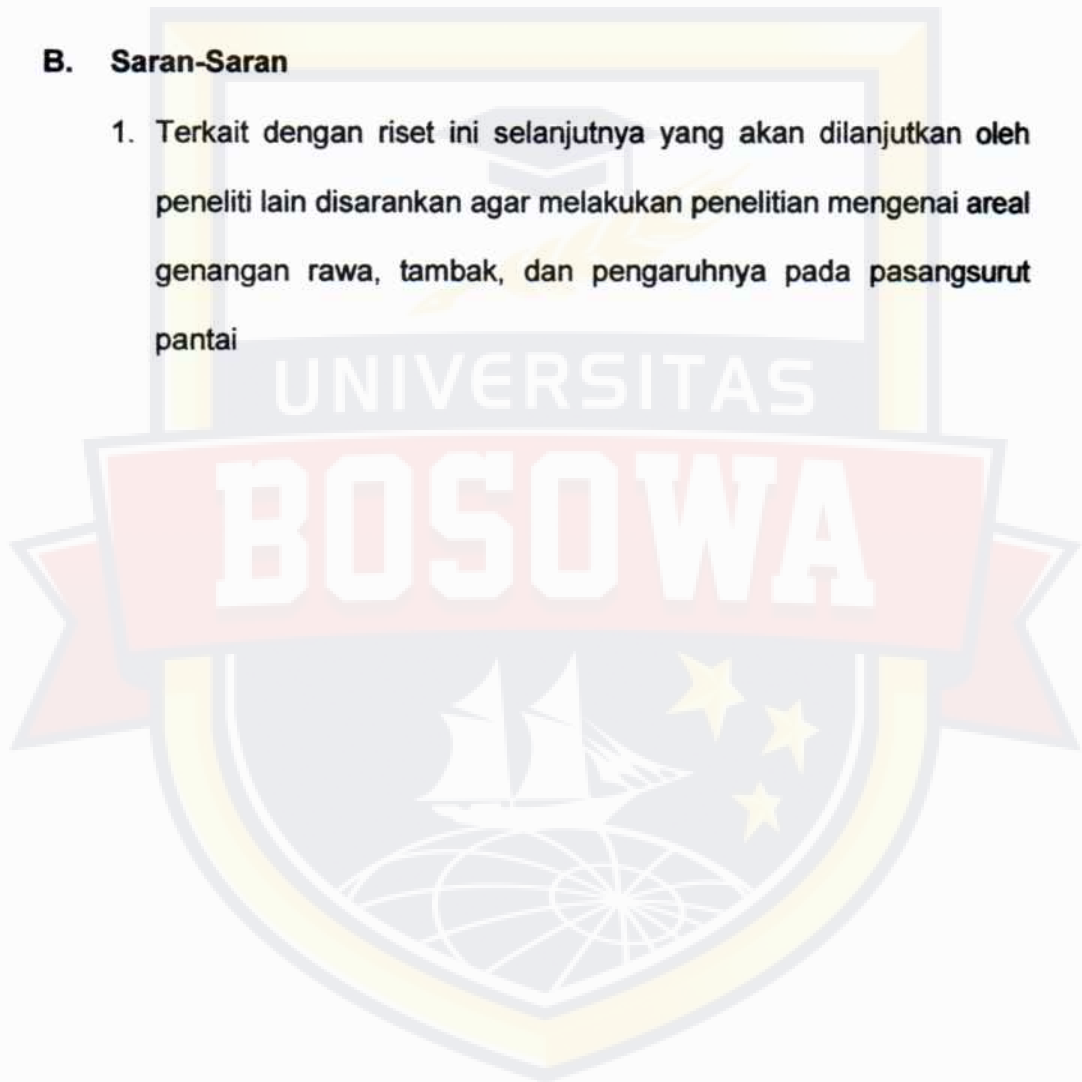 B. Saran-Saran
1. Terkait dengan riset ini selanjutnya yang akan dilanjutkan oleh
peneliti lain disarankan agar melakukan penelitian mengenai areal
genangan rawa, tambak, dan pengaruhnya pada pasangsurut
pantai
UNIVERSITAS
BOSOWA